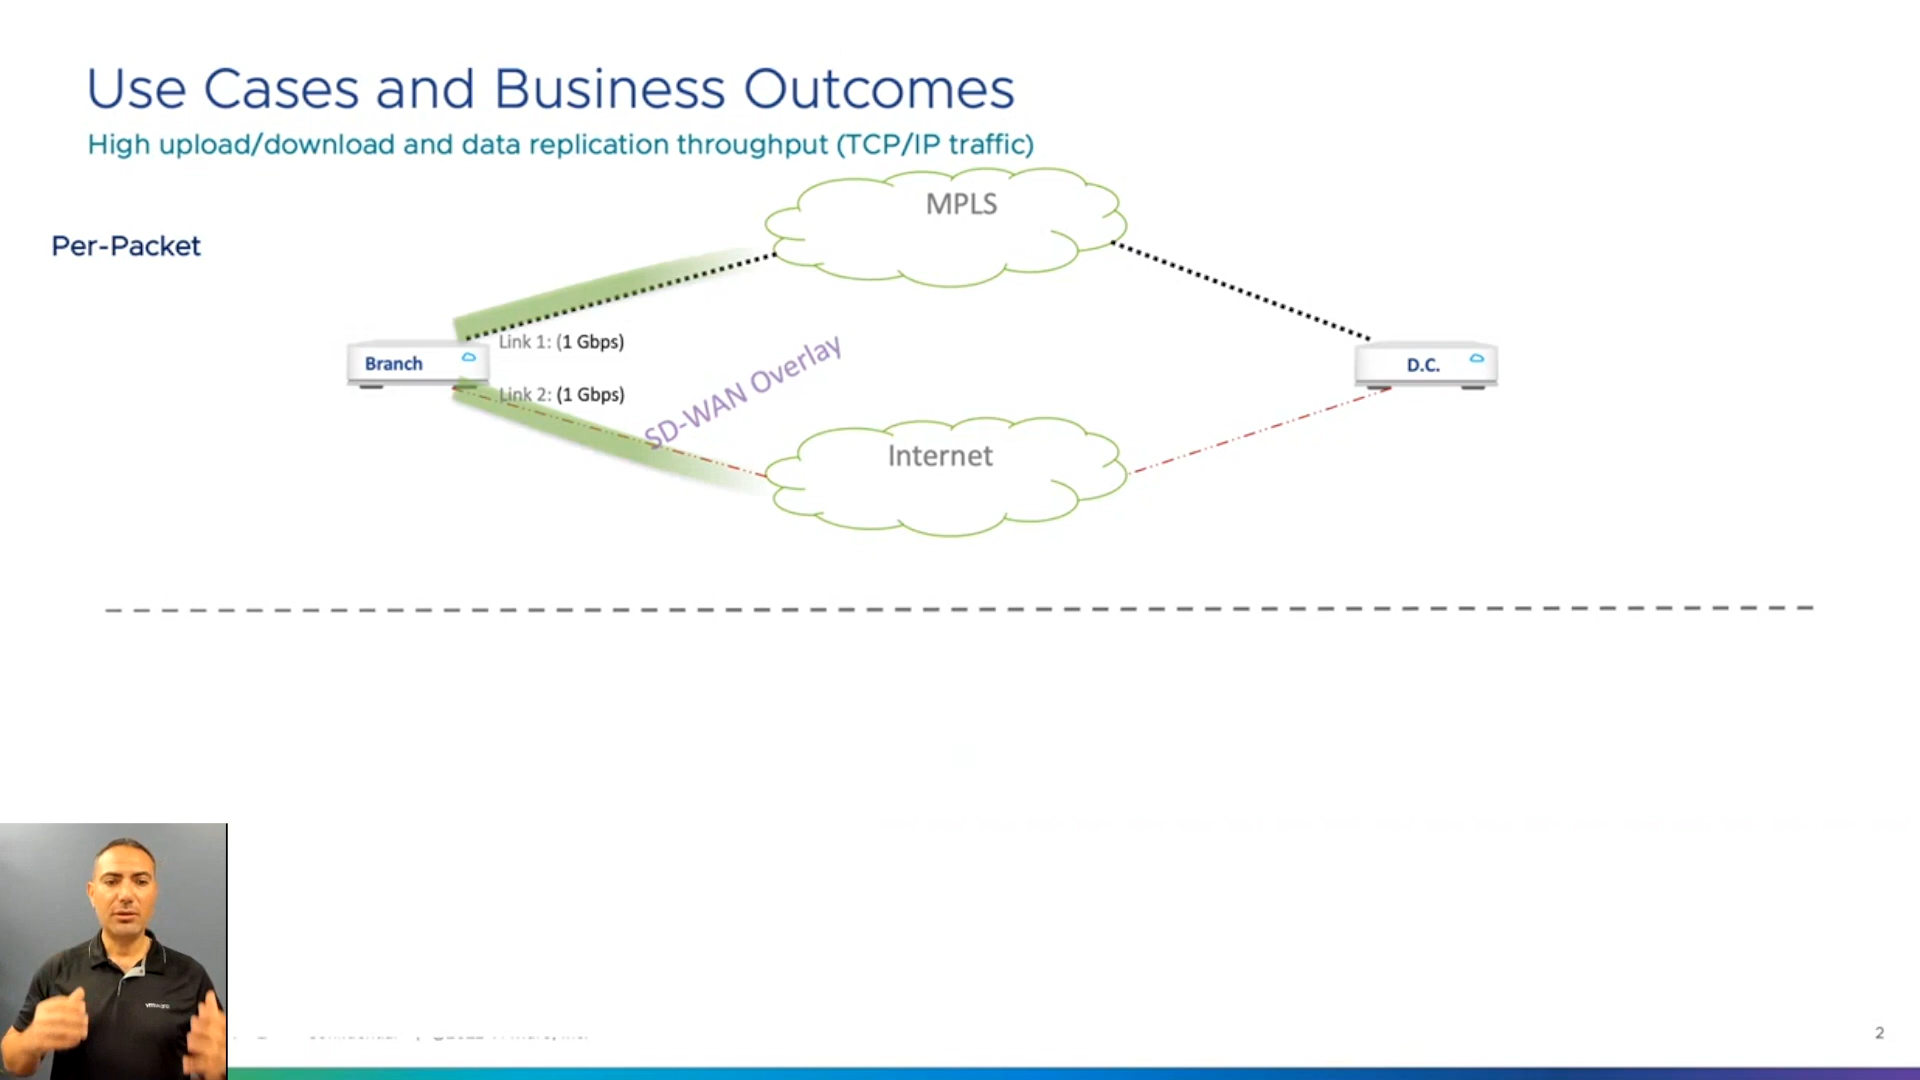 Use Cases and Business Outcomes
High upload/download and data replication throughput (TCP/IP traffic)
MPLS
Per-Packet
Link 1: (1 Gbps)
Branch
D.C.
Link 2: (1 Gbps)
SD-WAN Overlay
Internet
vmware
2